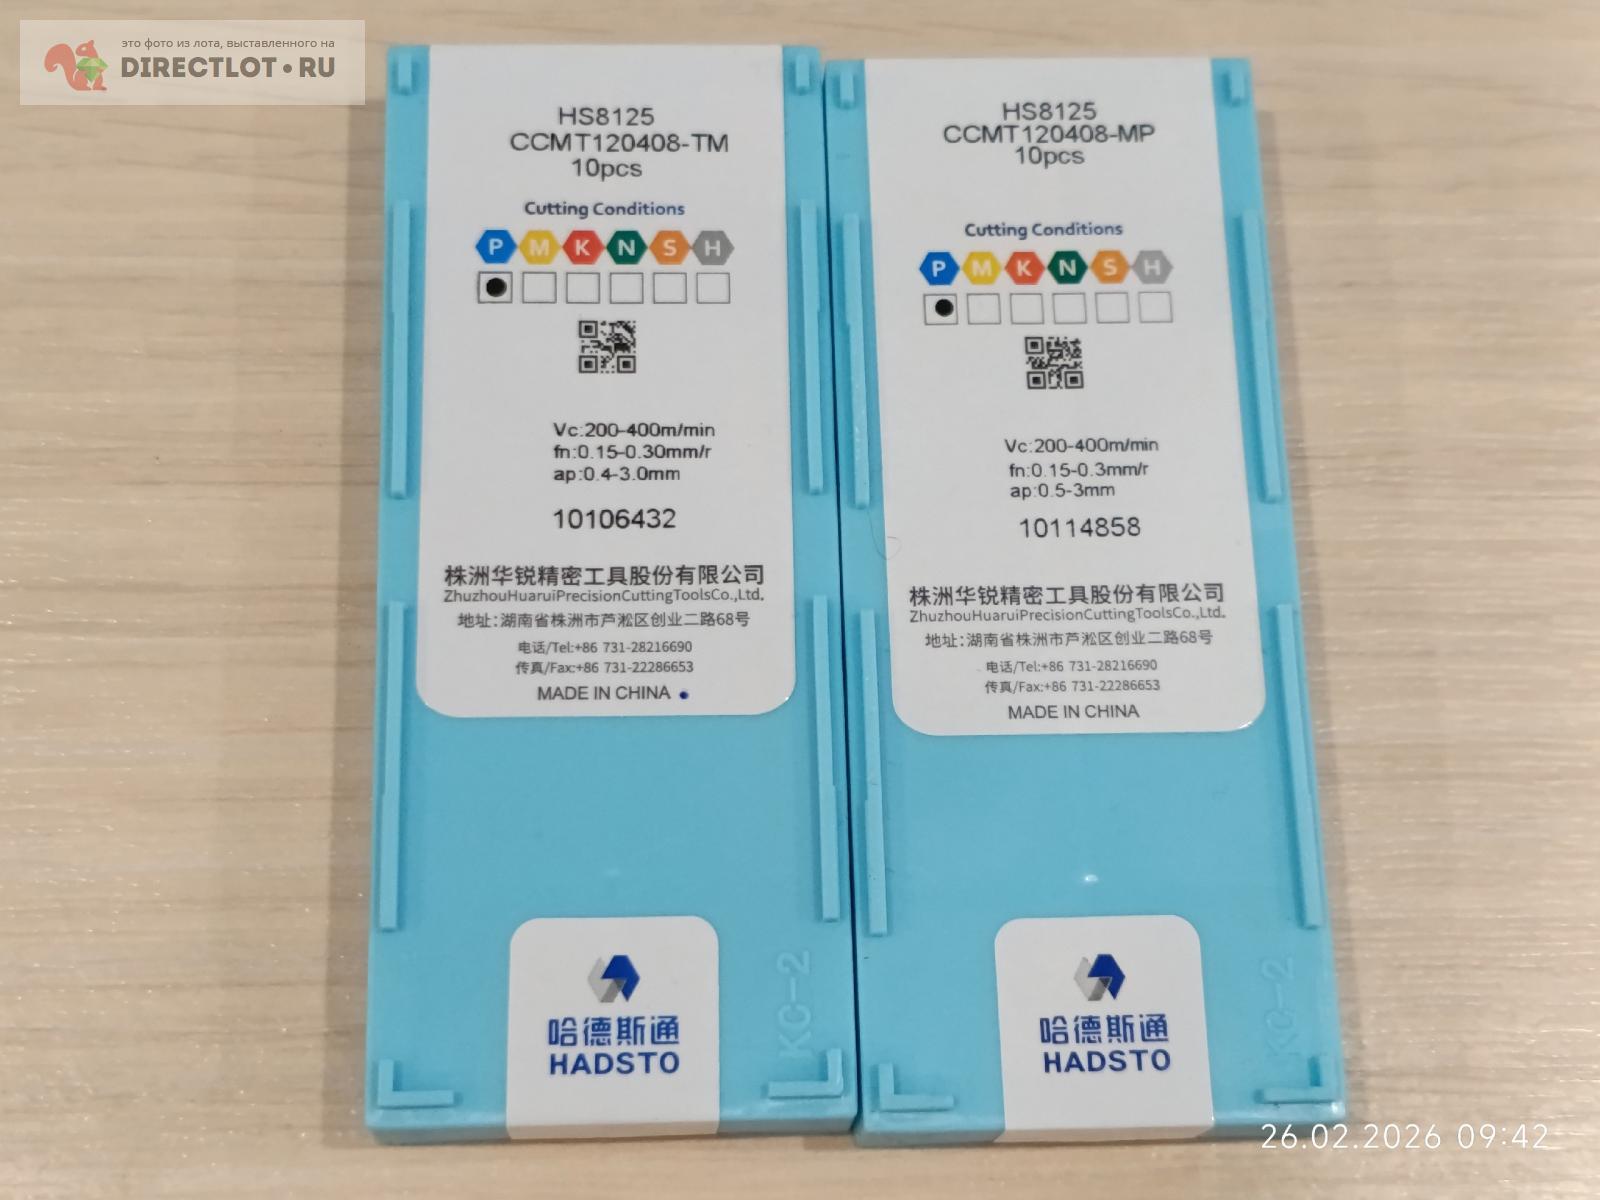 это фото из лота, выставленного на
DIRECTLOT•RU
HS8125
CCMT120408-TM
10pcs
Cutting Conditions
P M K N S H
Vc:200-400m/min
fn:0.15-0.30mm/r
ap:0.4-3.0mm
10106432
株洲华锐精密工具股份有限公司
ZhuzhouHuaruiPrecisionCuttingToolsCo.,Ltd.
地址:湖南省株洲市芦淞区创业二路68号
电话/Tel:+86 731-28216690
传真/Fax:+86 731-22286653
MADE IN CHINA
哈德斯通
HADSTO
KC-2
HS8125
CCMT120408-MP
10pcs
Cutting Conditions
P M K N S H
Vc:200-400m/min
fn:0.15-0.3mm/r
ap:0.5-3mm
10114858
株洲华锐精密工具股份有限公司
ZhuzhouHuaruiPrecisionCuttingToolsCo.,Ltd.
地址:湖南省株洲市芦淞区创业二路68号
电话/Tel:+86 731-28216690
传真/Fax:+86 731-22286653
MADE IN CHINA
哈德斯通
HADSTO
KC-2
26.02.2026 09:42